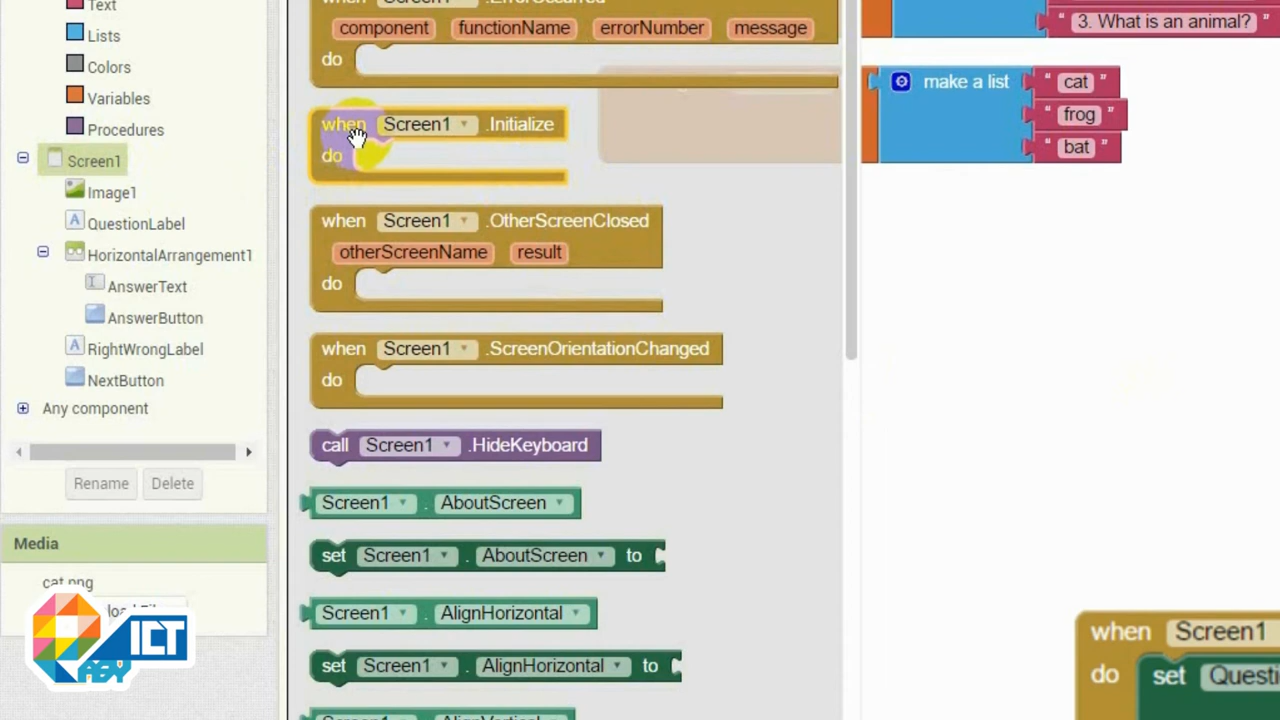 Text
Lists
Colors
Variables
Procedures
Screen1
Image1
QuestionLabel
HorizontalArrangement1
AnswerText
AnswerButton
RightWrongLabel
NextButton
Any component
Rename Delete
Media
cat.png
ICT
component functionName errorNumber message
do
when Screen1 .Initialize
do
when Screen1 .OtherScreenClosed
otherScreenName result
do
when Screen1 .ScreenOrientationChanged
do
call Screen1 .HideKeyboard
Screen1 . AboutScreen
set Screen1 . AboutScreen to
Screen1 . AlignHorizontal
set Screen1 . AlignHorizontal to
" 3. What is an animal? "
make a list " cat "
" frog "
" bat "
when Screen1
do set Questi